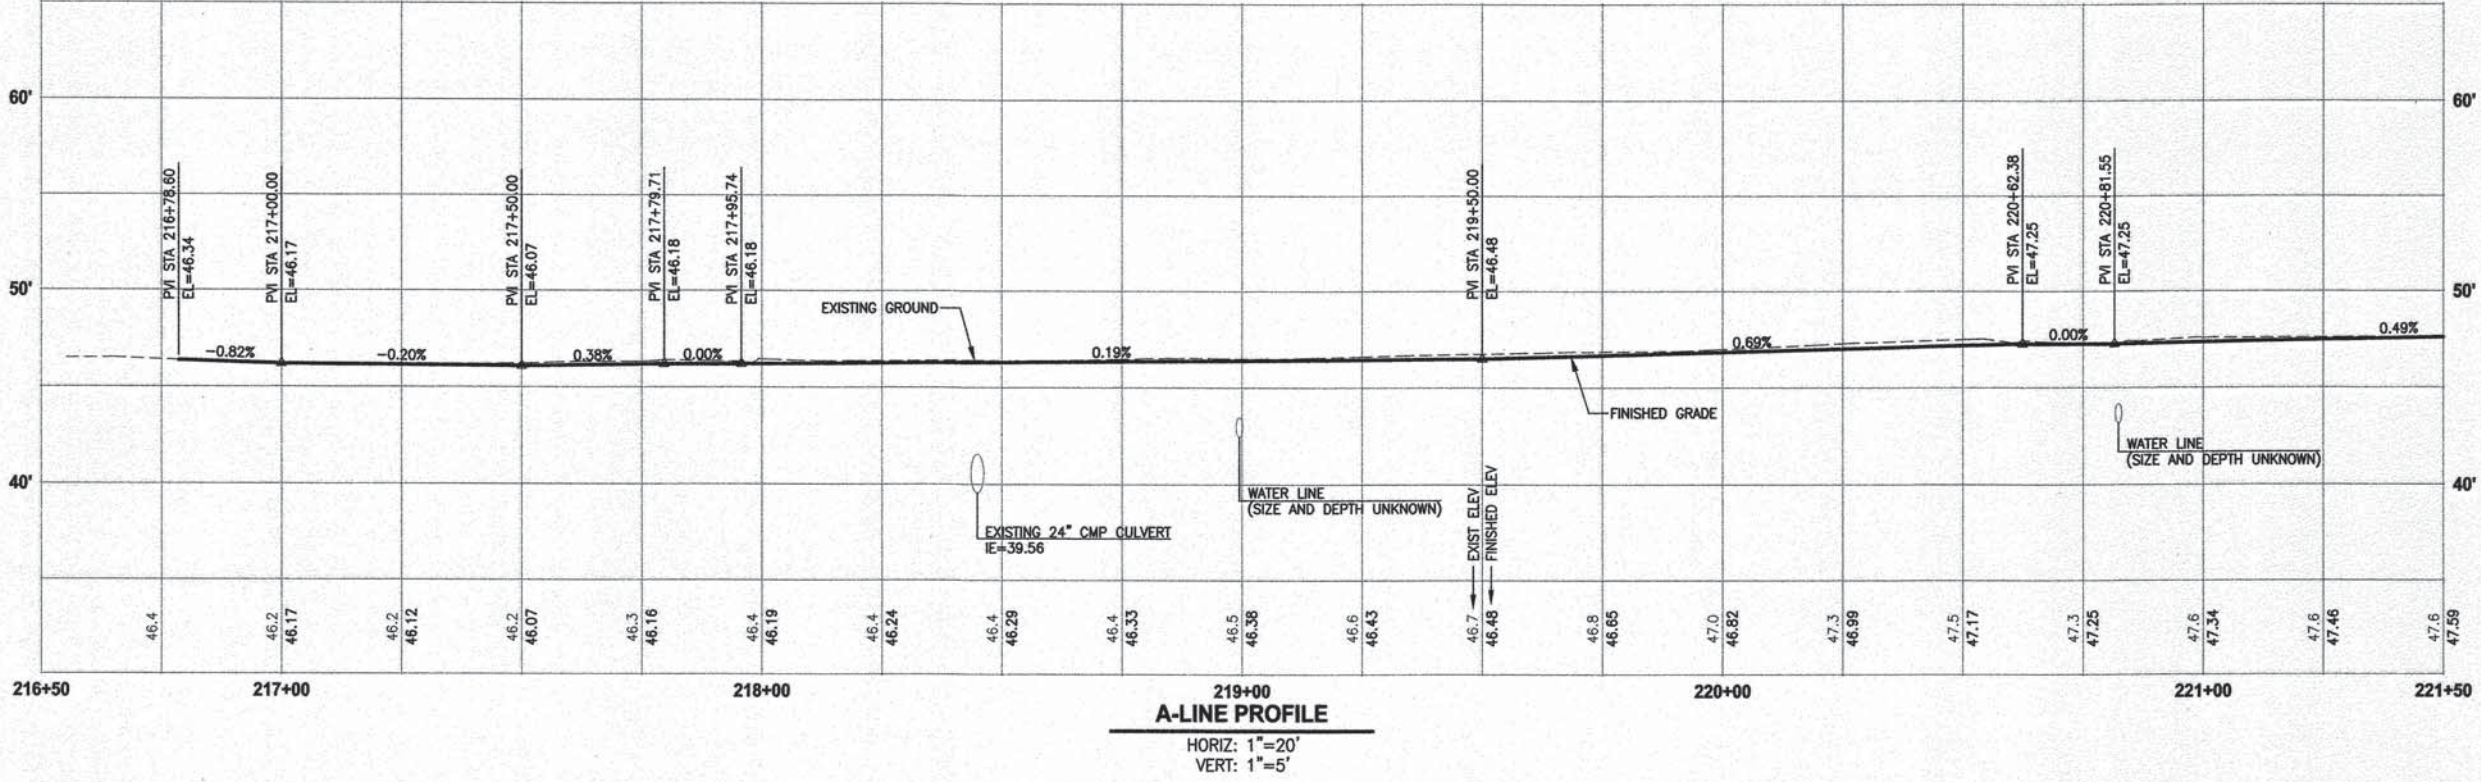 60'
60'
50'
50'
40'
40'
PVI STA 216+78.60
EL=46.34
PVI STA 217+00.00
EL=46.17
PVI STA 217+50.00
EL=46.07
PVI STA 217+79.71
EL=46.18
PVI STA 217+95.74
EL=46.18
PVI STA 219+50.00
EL=46.48
PVI STA 220+62.38
EL=47.25
PVI STA 220+81.55
EL=47.25
-0.82%
-0.20%
0.38%
0.00%
0.19%
0.69%
0.00%
0.49%
EXISTING GROUND
FINISHED GRADE
EXISTING 24" CMP CULVERT
IE=39.56
WATER LINE
(SIZE AND DEPTH UNKNOWN)
WATER LINE
(SIZE AND DEPTH UNKNOWN)
EXIST ELEV
FINISHED ELEV
46.4
46.2
46.17
46.2
46.12
46.2
46.07
46.3
46.16
46.4
46.19
46.4
46.24
46.4
46.29
46.4
46.33
46.5
46.38
46.6
46.43
46.7
46.48
46.8
46.65
47.0
46.82
47.3
46.99
47.5
47.17
47.3
47.25
47.6
47.34
47.6
47.46
47.6
47.59
216+50
217+00
218+00
219+00
220+00
221+00
221+50
A-LINE PROFILE
HORIZ: 1"=20'
VERT: 1"=5'